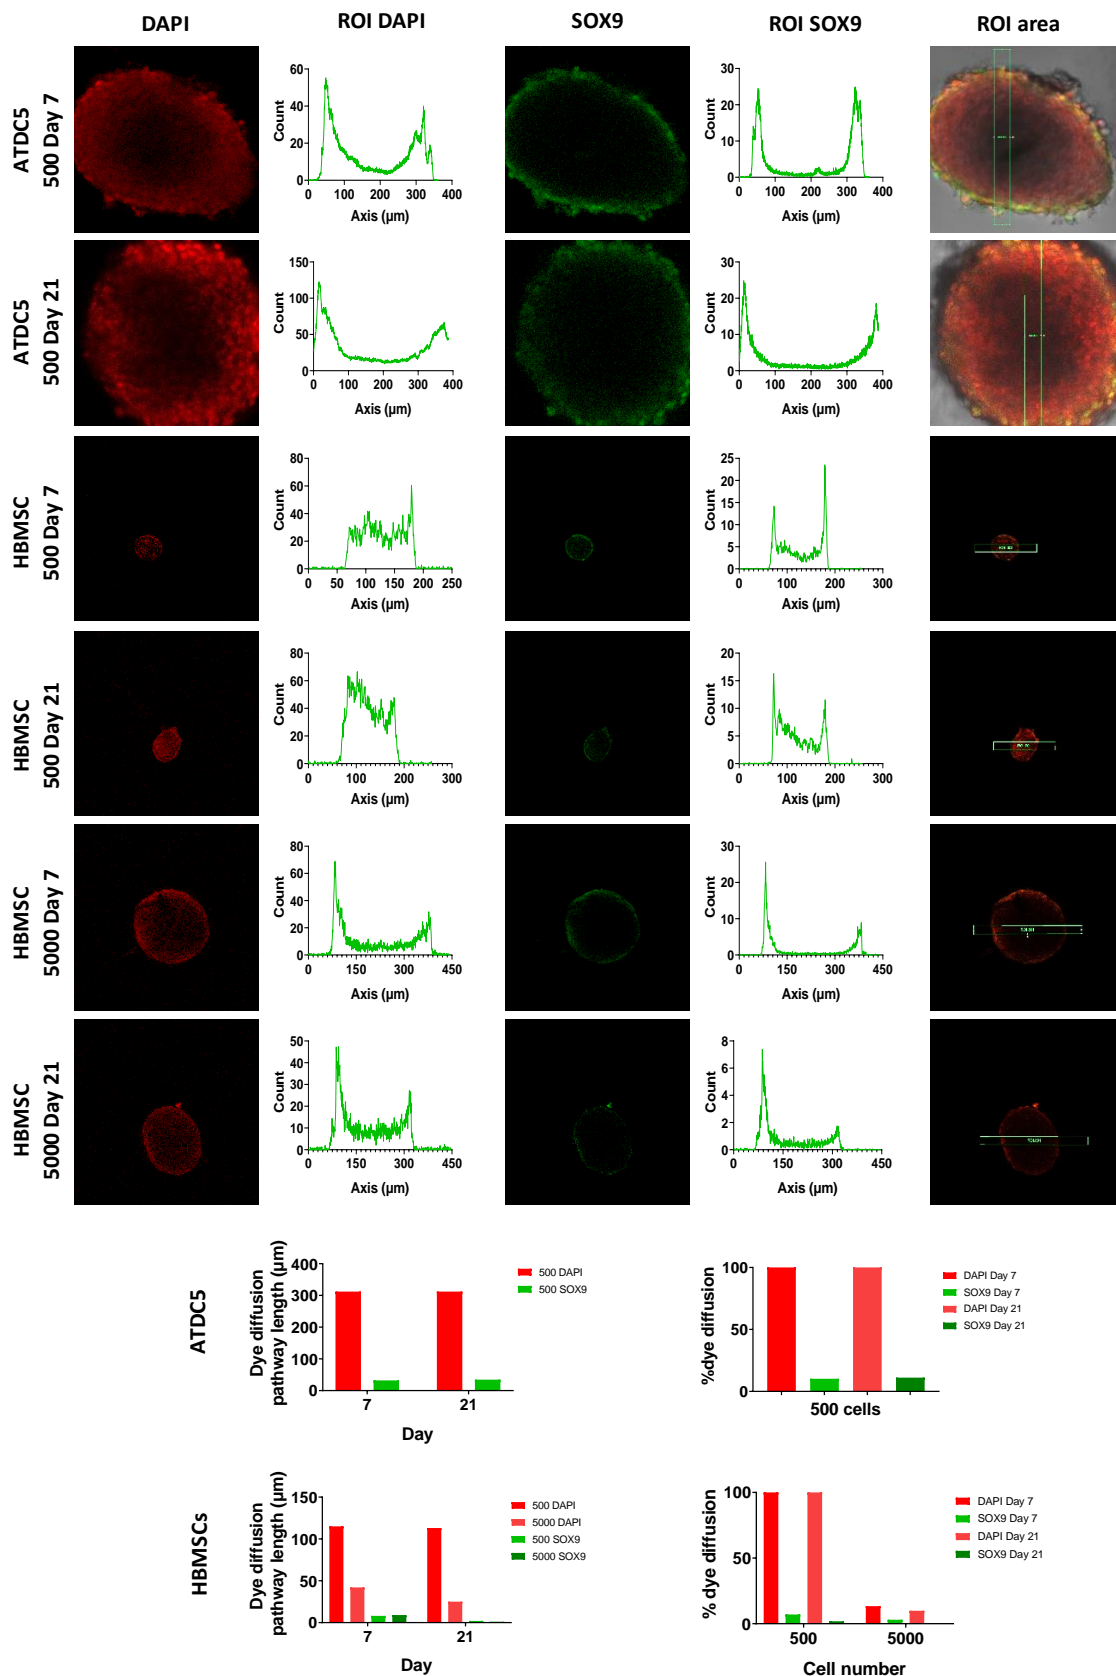 DAPI
ROI DAPI
SOX9
ROI SOX9
ROI area
ATDC5
500 Day 7
Count
60
40
20
0
0 100 200 300 400
Axis (µm)
Count
30
20
10
0
0 100 200 300 400
Axis (µm)
ATDC5
500 Day 21
Count
150
100
50
0
0 100 200 300 400
Axis (µm)
Count
30
20
10
0
0 100 200 300 400
Axis (µm)
HBMSC
500 Day 7
Count
80
60
40
20
0
0 50 100 150 200 250
Axis (µm)
Count
25
20
15
10
5
0
0 100 200 300
Axis (µm)
HBMSC
500 Day 21
Count
80
60
40
20
0
0 100 200 300
Axis (µm)
Count
20
15
10
5
0
0 100 200 300
Axis (µm)
HBMSC
5000 Day 7
Count
80
60
40
20
0
0 150 300 450
Axis (µm)
Count
30
20
10
0
0 150 300 450
Axis (µm)
HBMSC
5000 Day 21
Count
50
40
30
20
10
0
0 150 300 450
Axis (µm)
Count
8
6
4
2
0
0 150 300 450
Axis (µm)
ATDC5
Dye diffusion
pathway length (µm)
400
300
200
100
0
7 21
Day
500 DAPI
500 SOX9
%dye diffusion
100
50
0
500 cells
DAPI Day 7
SOX9 Day 7
DAPI Day 21
SOX9 Day 21
HBMSCs
Dye diffusion
pathway length (µm)
150
100
50
0
7 21
Day
500 DAPI
5000 DAPI
500 SOX9
5000 SOX9
% dye diffusion
100
50
0
500 5000
Cell number
DAPI Day 7
SOX9 Day 7
DAPI Day 21
SOX9 Day 21